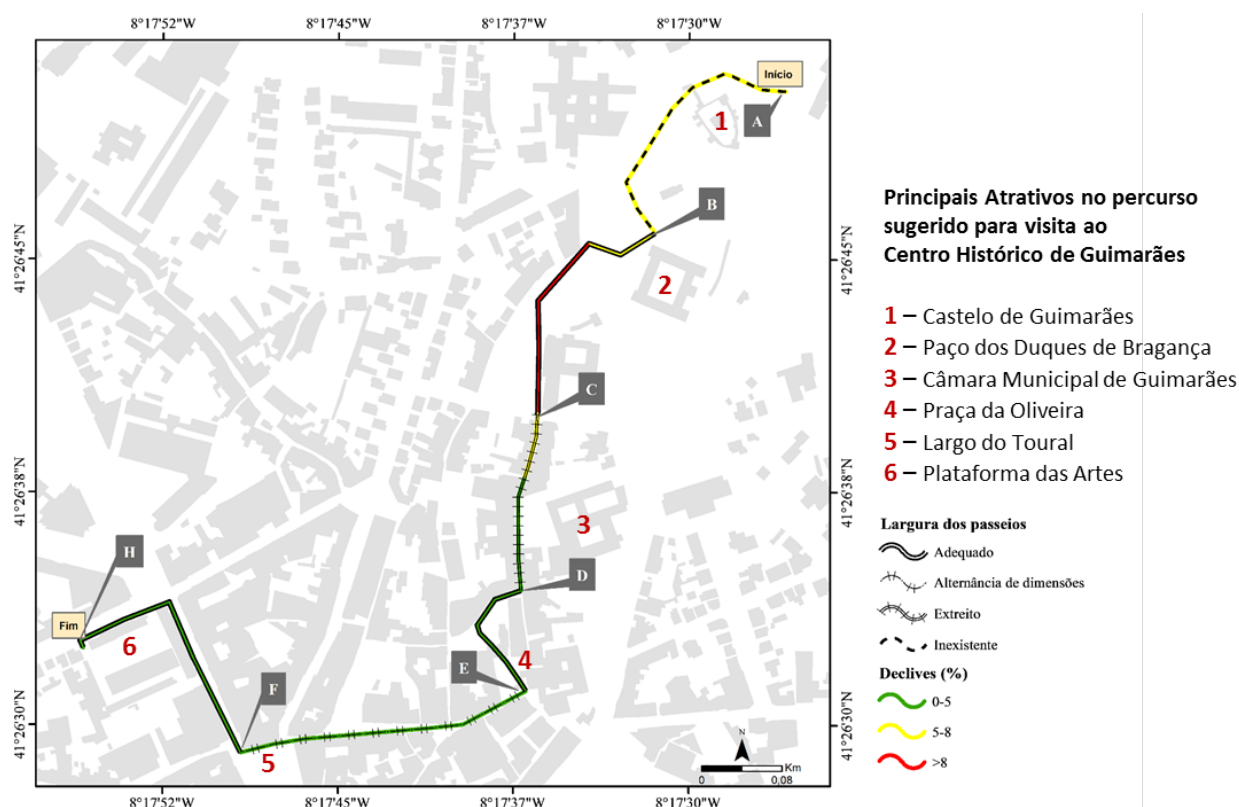 8°17'52"W 8°17'45"W 8°17'37"W 8°17'30"W
Início
A
1
B
41°26'45"N 41°26'45"N
2
C
41°26'38"N 41°26'38"N
3
H
D
Fim
6
4
E
F
41°26'30"N 41°26'30"N
5
N
Km
0 0,08
8°17'52"W 8°17'45"W 8°17'37"W 8°17'30"W
Principais Atrativos no percurso
sugerido para visita ao
Centro Histórico de Guimarães
1 – Castelo de Guimarães
2 – Paço dos Duques de Bragança
3 – Câmara Municipal de Guimarães
4 – Praça da Oliveira
5 – Largo do Toural
6 – Plataforma das Artes
Largura dos passeios
Adequado
Alternância de dimensões
Extreito
Inexistente
Declives (%)
0-5
5-8
>8